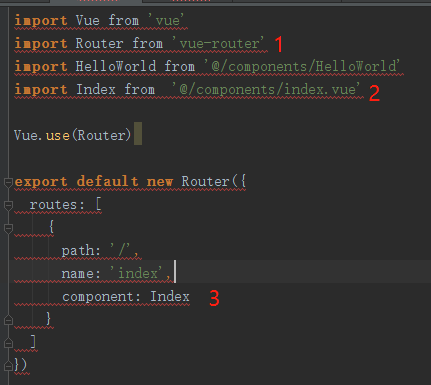 import Vue from 'vue'
import Router from 'vue-router' 1
import HelloWorld from '@/components/HelloWorld'
import Index from '@/components/index.vue' 2
Vue.use(Router)
export default new Router({
routes: [
{
path: '/',
name: 'index',
component: Index 3
}
]
})